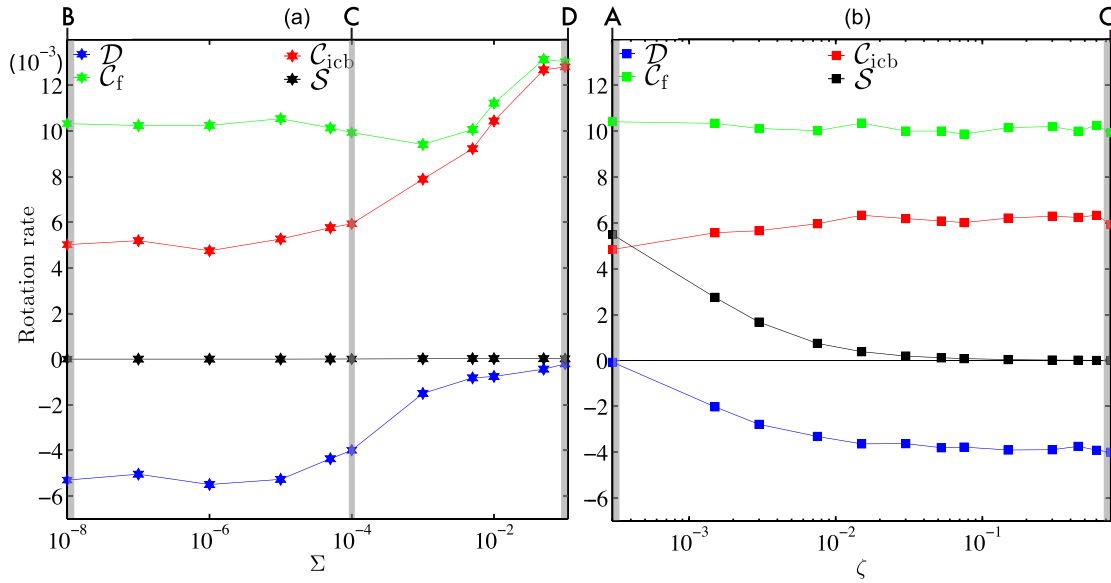 B (a) C D
(10⁻³)
𝒟 𝒞icb
𝒞f 𝒮
12
10
8
6
4
2
0
−2
−4
−6
Rotation rate
10⁻⁸ 10⁻⁶ 10⁻⁴ 10⁻²
Σ
A (b) C
𝒟 𝒞icb
𝒞f 𝒮
12
10
8
6
4
2
0
−2
−4
−6
10⁻³ 10⁻² 10⁻¹ 10⁰
ζ